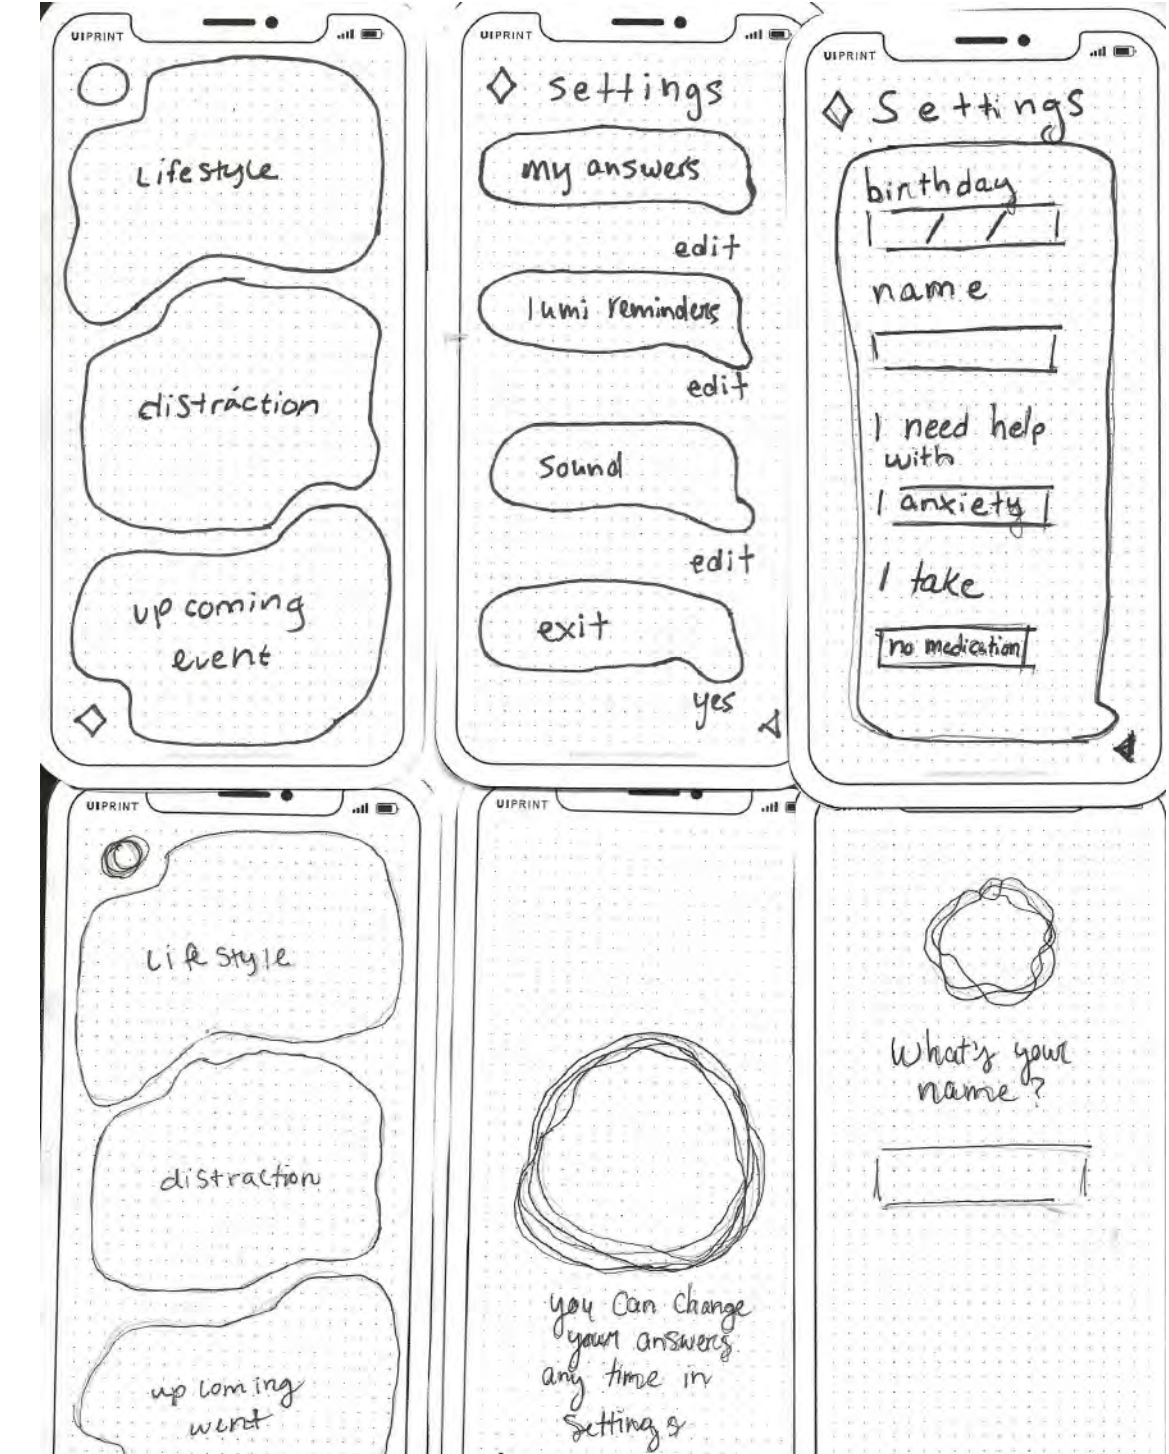 UIPRINT
Lifestyle
distraction
up coming
event
UIPRINT
settings
my answers
edit
lumi reminders
edit
sound
edit
exit
yes
UIPRINT
Settings
birthday
/ /
name
I need help
with
anxiety
I take
no medication
UIPRINT
Lifestyle
distraction
up coming
event
UIPRINT
you can change
your answers
any time in
settings
What's your
name?